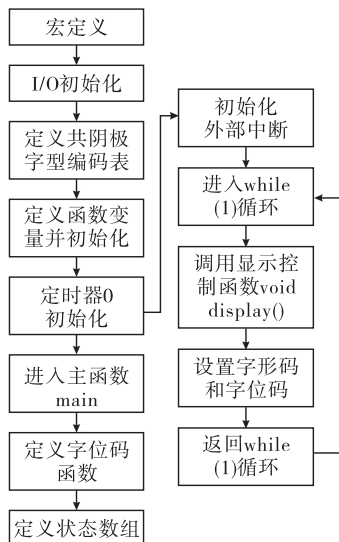 宏定义
I/O初始化
定义共阴极
字型编码表
定义函数变
量并初始化
定时器0
初始化
进入主函数
main
定义字位码
函数
定义状态数组
初始化
外部中断
进入while
(1)循环
调用显示控
制函数void
display()
设置字形码
和字位码
返回while
(1)循环